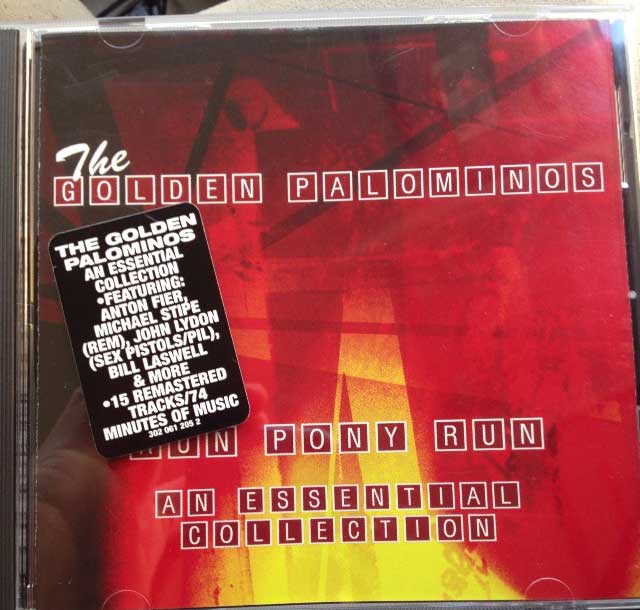 The
GOLDEN PALOMINOS
THE GOLDEN
PALOMINOS
AN ESSENTIAL
COLLECTION
•FEATURING:
ANTON FIER,
MICHAEL STIPE
(REM), JOHN LYDON
(SEX PISTOLS/PIL),
BILL LASWELL
& MORE
•15 REMASTERED
TRACKS/74
MINUTES OF MUSIC
302 061 205 2
RUN PONY RUN
AN ESSENTIAL
COLLECTION